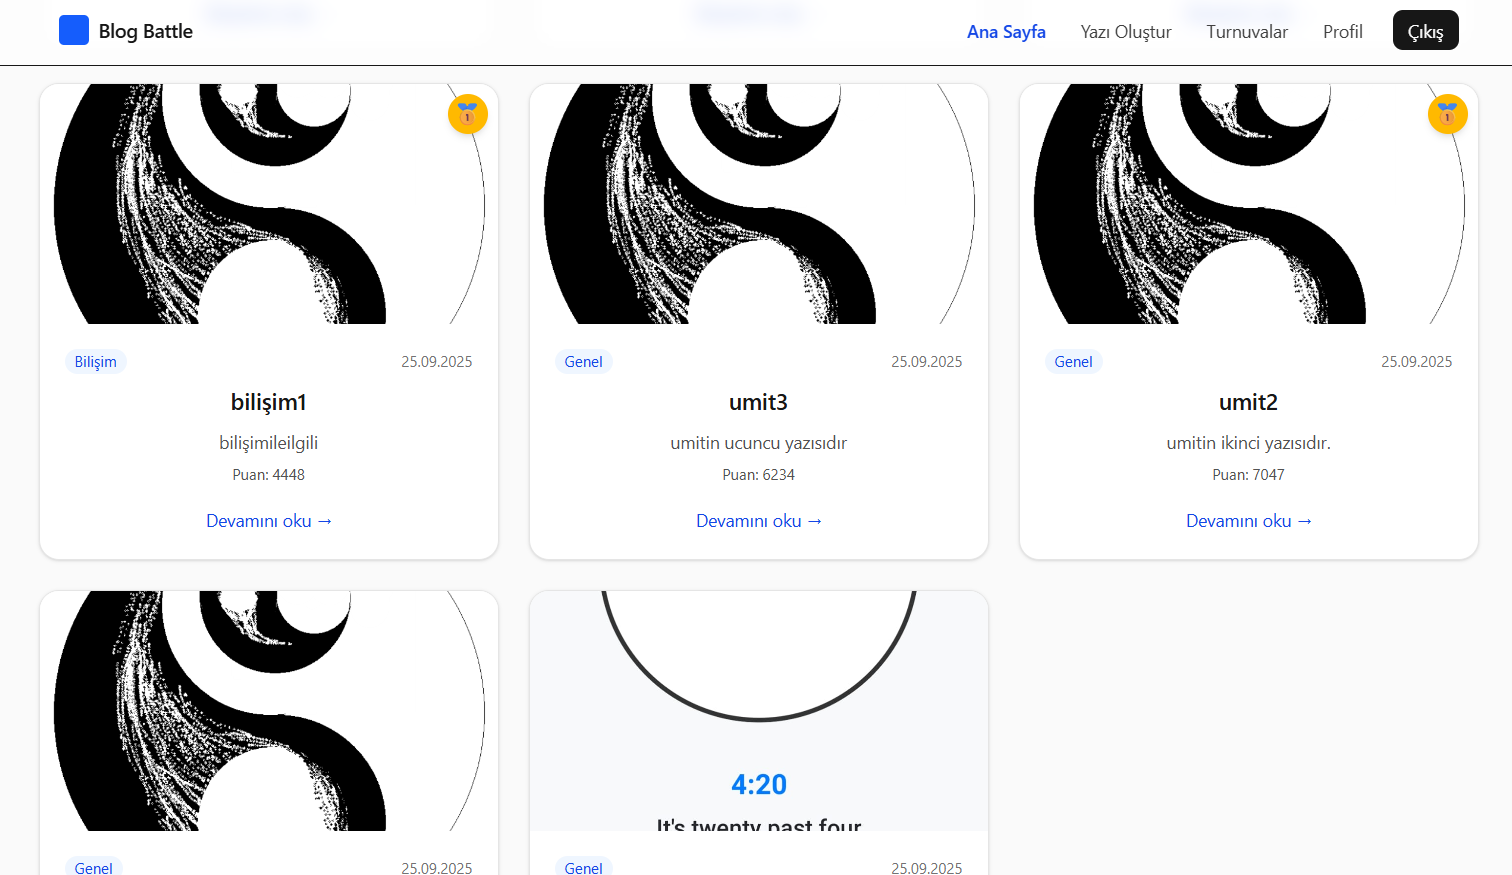 Blog Battle
Ana Sayfa
Yazı Oluştur
Turnuvalar
Profil
Çıkış
1
1
Bilişim
25.09.2025
bilişim1
bilişimileilgili
Puan: 4448
Devamını oku →
Genel
25.09.2025
umit3
umitin ucuncu yazısıdır
Puan: 6234
Devamını oku →
Genel
25.09.2025
umit2
umitin ikinci yazısıdır.
Puan: 7047
Devamını oku →
4:20
It's twenty past four
Genel
25.09.2025
Genel
25.09.2025